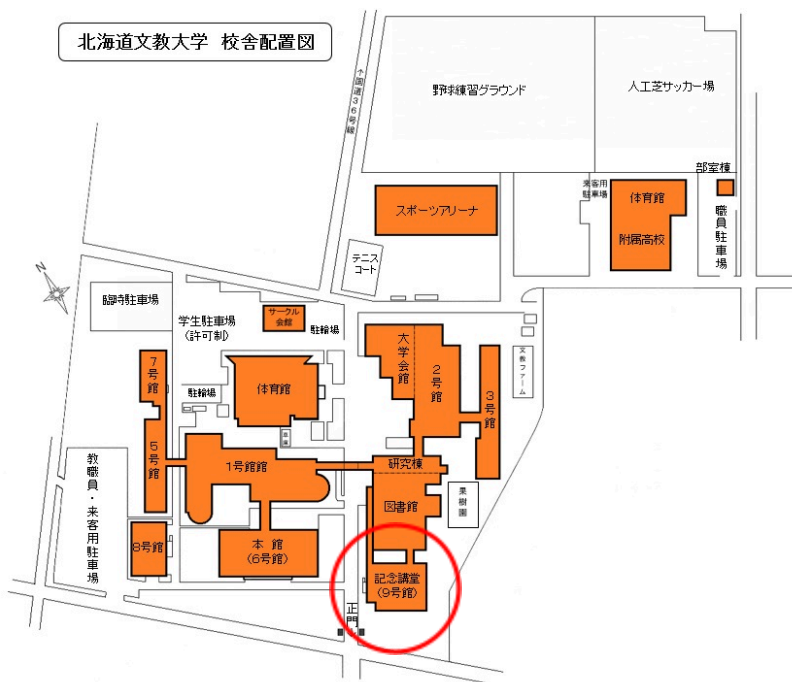 北海道文教大学 校舎配置図
↑国道36号線
野球練習グラウンド
人工芝サッカー場
部室棟
来客用
駐車場
体育館
附属高校
職員駐車場
スポーツアリーナ
テニス
コート
N
臨時駐車場
学生駐車場
(許可制)
サークル
会館
駐輪場
大学会館
2号館
3号館
文教ファーム
7号館
5号館
駐輪場
体育館
車庫
1号館館
研究棟
図書館
果樹園
教職員・来客用駐車場
8号館
本館
(6号館)
記念講堂
(9号館)
正門